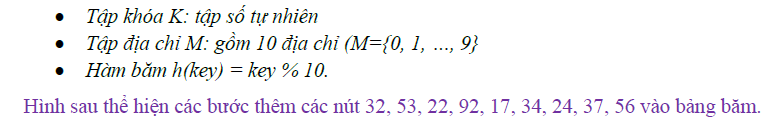 • Tập khóa K: tập số tự nhiên
• Tập địa chỉ M: gồm 10 địa chỉ (M={0, 1, …, 9}
• Hàm băm h(key) = key % 10.
Hình sau thể hiện các bước thêm các nút 32, 53, 22, 92, 17, 34, 24, 37, 56 vào bảng băm.